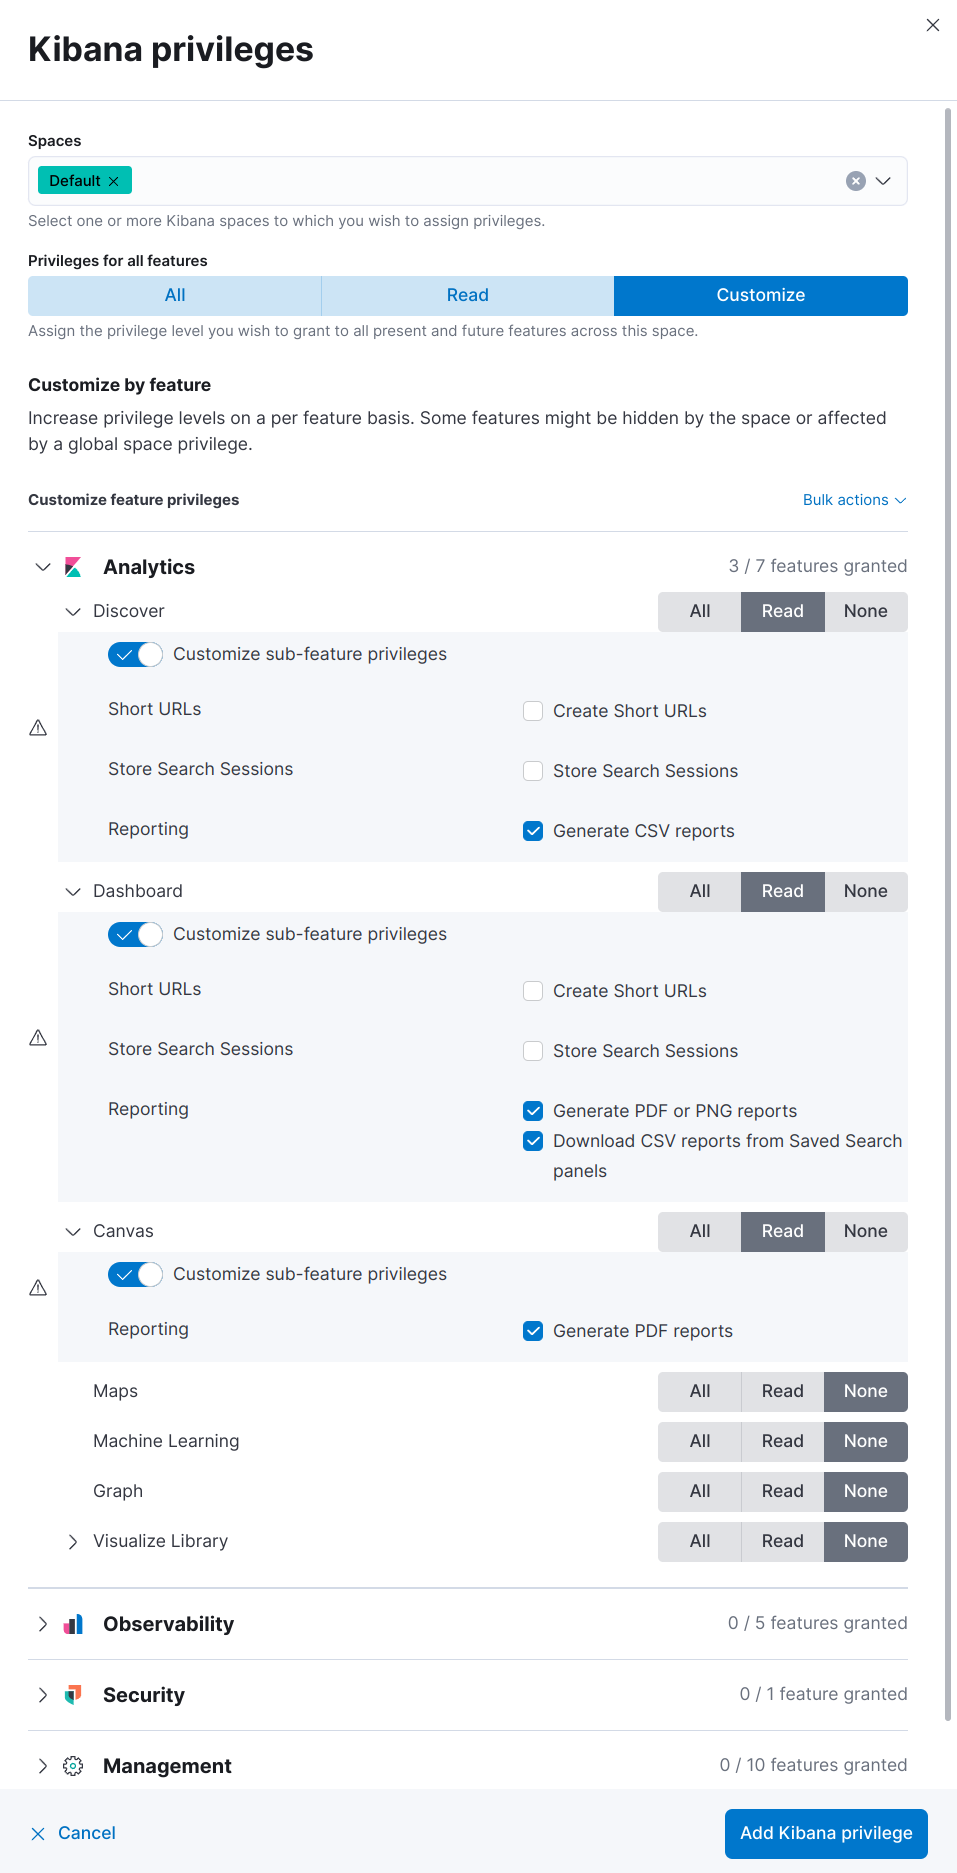 Kibana privileges
Spaces
Default
Select one or more Kibana spaces to which you wish to assign privileges.
Privileges for all features
All Read Customize
Assign the privilege level you wish to grant to all present and future features across this space.
Customize by feature
Increase privilege levels on a per feature basis. Some features might be hidden by the space or affected
by a global space privilege.
Customize feature privileges Bulk actions
Analytics 3 / 7 features granted
Discover All Read None
Customize sub-feature privileges
Short URLs Create Short URLs
Store Search Sessions Store Search Sessions
Reporting Generate CSV reports
Dashboard All Read None
Customize sub-feature privileges
Short URLs Create Short URLs
Store Search Sessions Store Search Sessions
Reporting Generate PDF or PNG reports
Download CSV reports from Saved Search
panels
Canvas All Read None
Customize sub-feature privileges
Reporting Generate PDF reports
Maps All Read None
Machine Learning All Read None
Graph All Read None
Visualize Library All Read None
Observability 0 / 5 features granted
Security 0 / 1 feature granted
Management 0 / 10 features granted
Cancel Add Kibana privilege